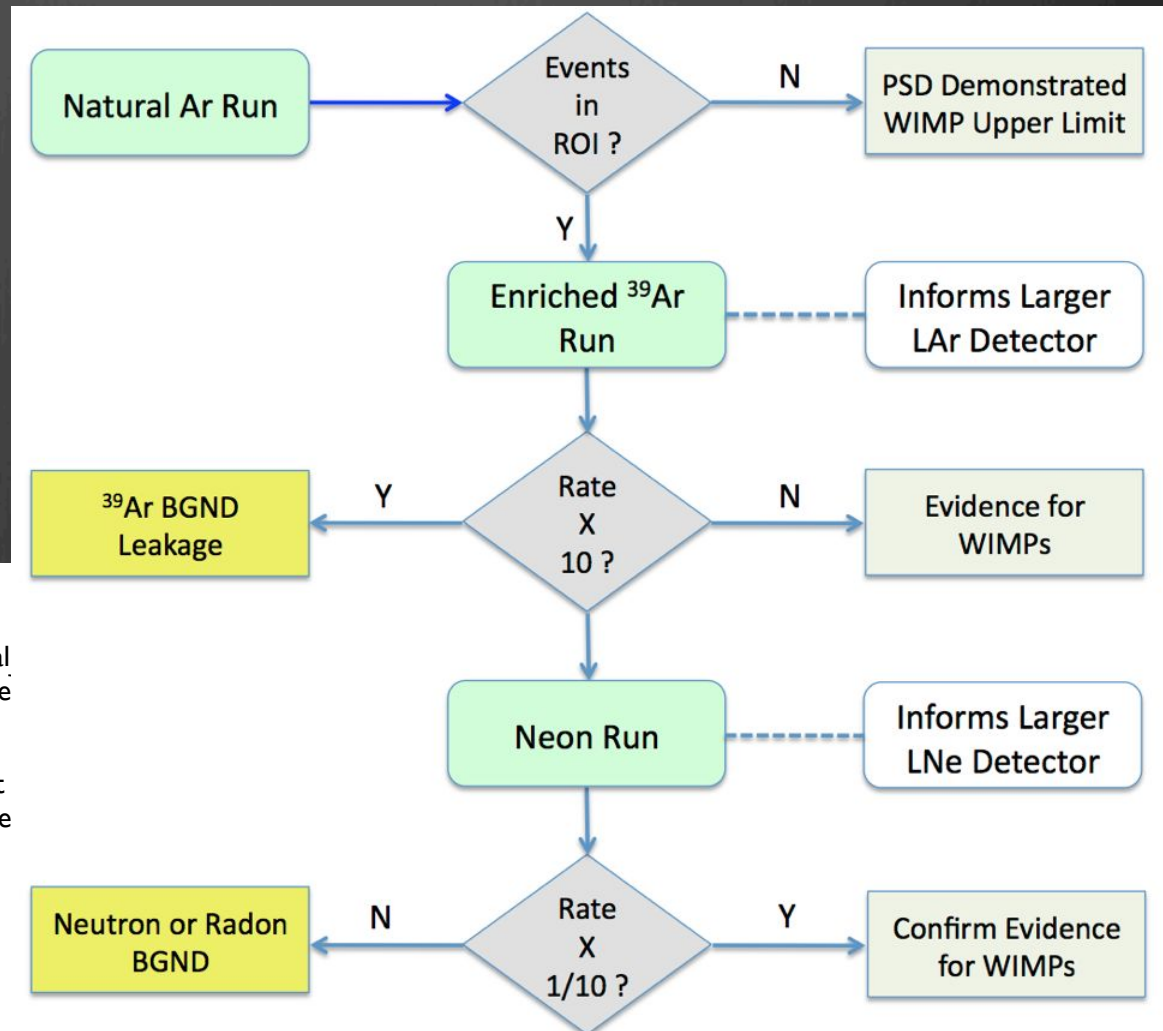 Natural Ar Run
Events
in
ROI ?
N
PSD Demonstrated
WIMP Upper Limit
Y
Enriched ³⁹Ar
Run
Informs Larger
LAr Detector
³⁹Ar BGND
Leakage
Y
Rate
X
10 ?
N
Evidence for
WIMPs
Neon Run
Informs Larger
LNe Detector
Neutron or Radon
BGND
N
Rate
X
1/10 ?
Y
Confirm Evidence
for WIMPs